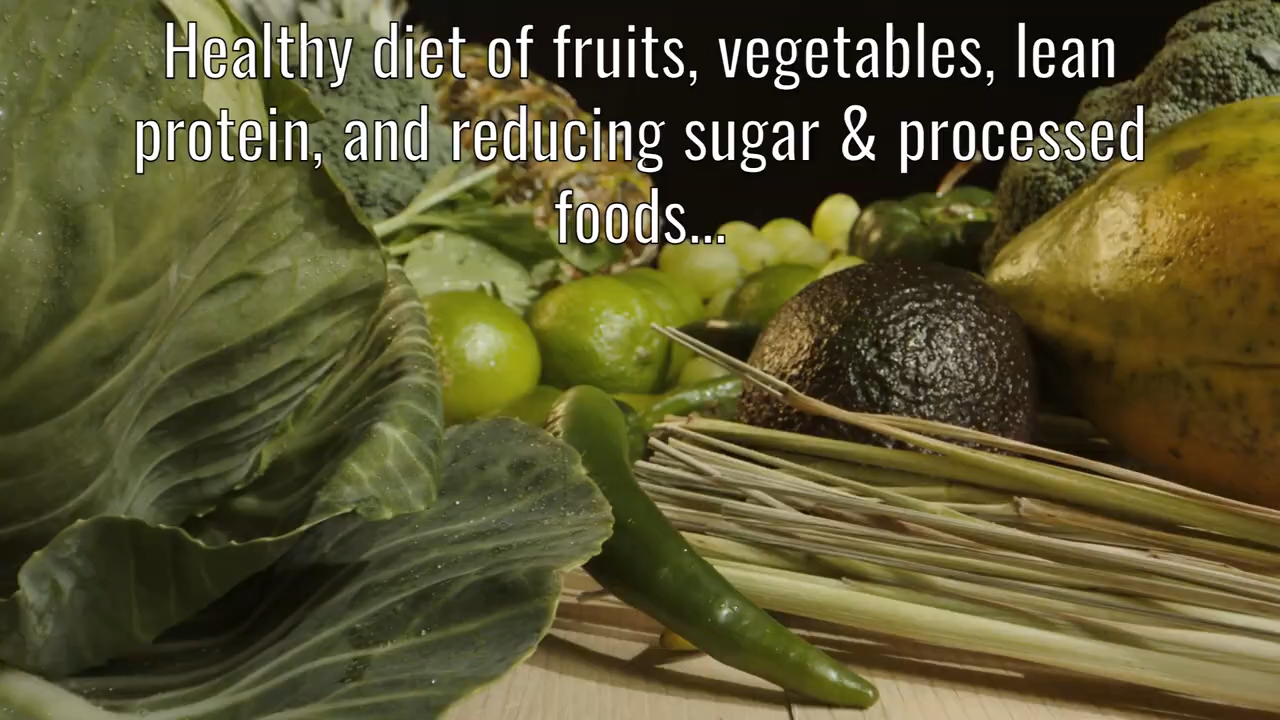 Healthy diet of fruits, vegetables, lean
protein, and reducing sugar & processed
foods...